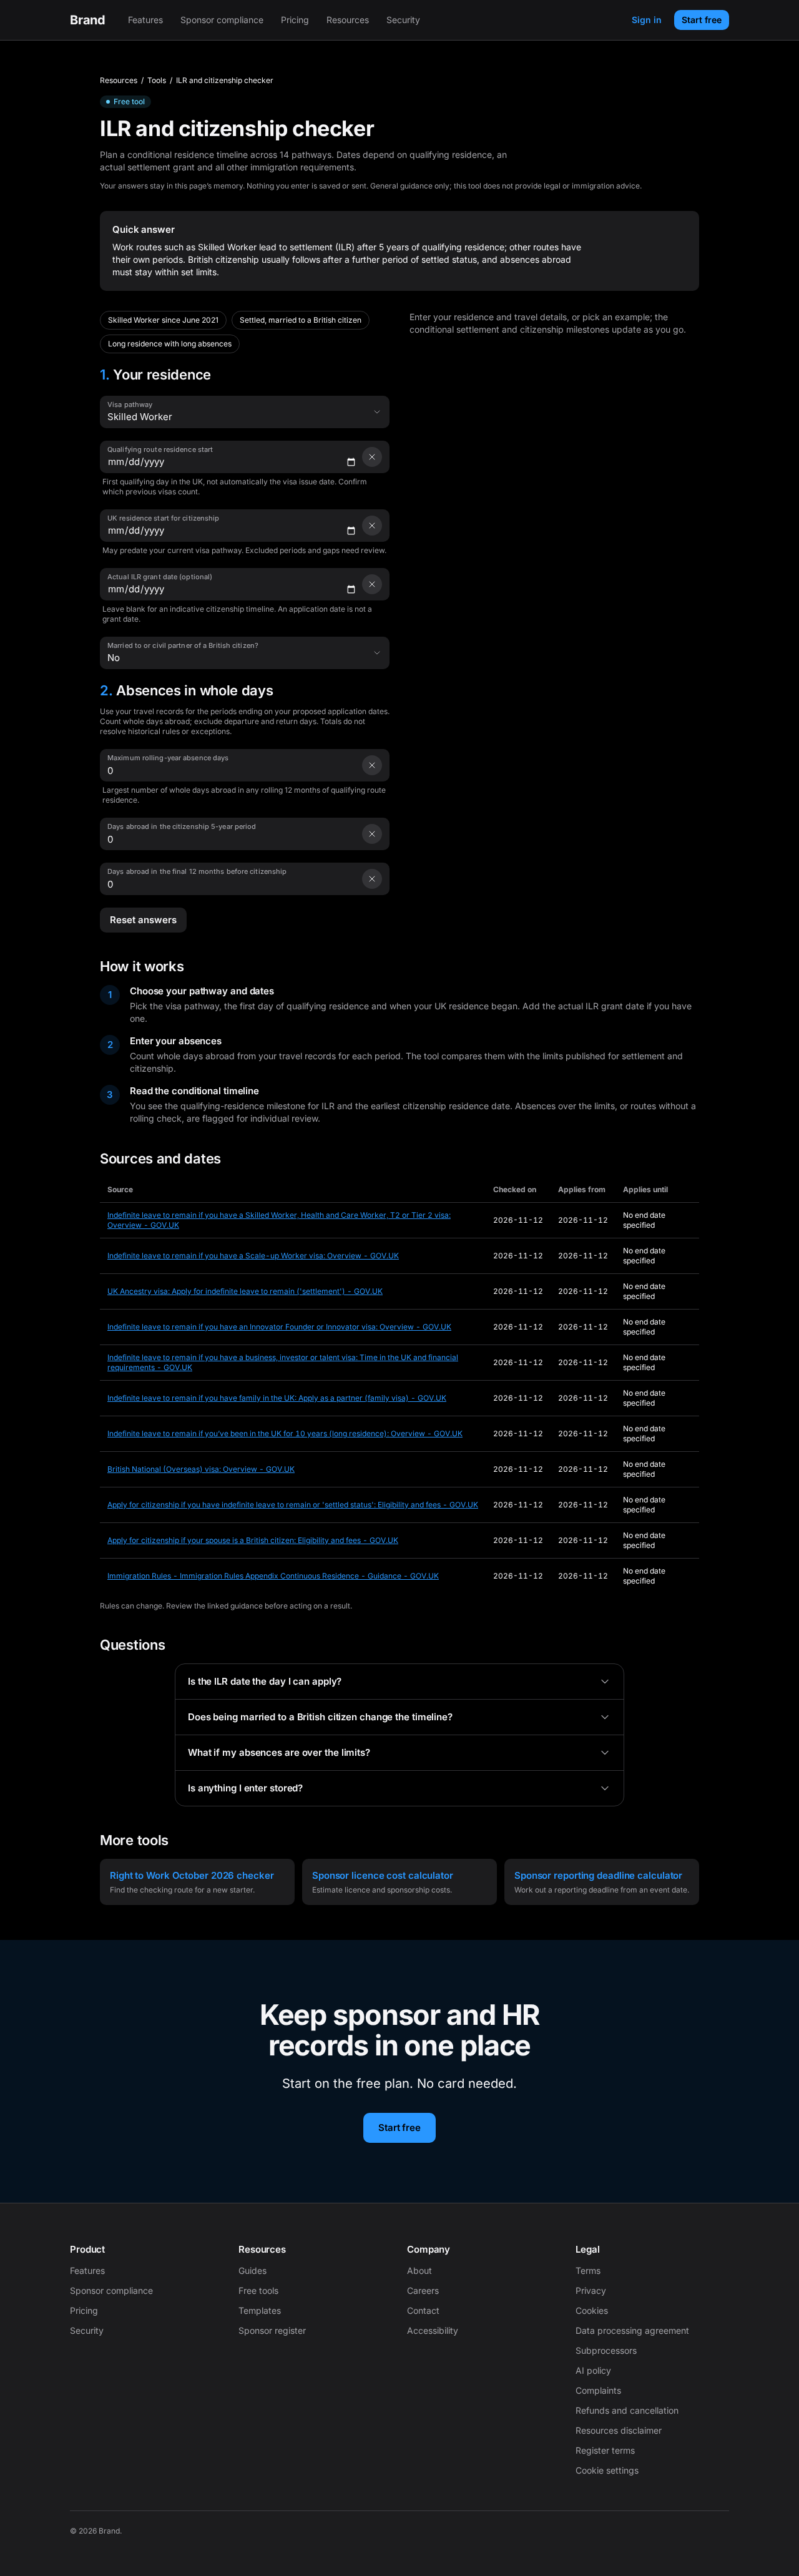 Brand
Features
Sponsor compliance
Pricing
Resources
Security
Sign in
Start free
Resources / Tools / ILR and citizenship checker
Free tool
ILR and citizenship checker
Plan a conditional residence timeline across 14 pathways. Dates depend on qualifying residence, an
actual settlement grant and all other immigration requirements.
Your answers stay in this page's memory. Nothing you enter is saved or sent. General guidance only; this tool does not provide legal or immigration advice.
Quick answer
Work routes such as Skilled Worker lead to settlement (ILR) after 5 years of qualifying residence; other routes have
their own periods. British citizenship usually follows after a further period of settled status, and absences abroad
must stay within set limits.
Skilled Worker since June 2021
Settled, married to a British citizen
Long residence with long absences
Enter your residence and travel details, or pick an example; the
conditional settlement and citizenship milestones update as you go.
1. Your residence
Visa pathway
Skilled Worker
Qualifying route residence start
mm/dd/yyyy
First qualifying day in the UK, not automatically the visa issue date. Confirm
which previous visas count.
UK residence start for citizenship
mm/dd/yyyy
May predate your current visa pathway. Excluded periods and gaps need review.
Actual ILR grant date (optional)
mm/dd/yyyy
Leave blank for an indicative citizenship timeline. An application date is not a
grant date.
Married to or civil partner of a British citizen?
No
2. Absences in whole days
Use your travel records for the periods ending on your proposed application dates.
Count whole days abroad; exclude departure and return days. Totals do not
resolve historical rules or exceptions.
Maximum rolling-year absence days
0
Largest number of whole days abroad in any rolling 12 months of qualifying route
residence.
Days abroad in the citizenship 5-year period
0
Days abroad in the final 12 months before citizenship
0
Reset answers
How it works
1
Choose your pathway and dates
Pick the visa pathway, the first day of qualifying residence and when your UK residence began. Add the actual ILR grant date if you have
one.
2
Enter your absences
Count whole days abroad from your travel records for each period. The tool compares them with the limits published for settlement and
citizenship.
3
Read the conditional timeline
You see the qualifying-residence milestone for ILR and the earliest citizenship residence date. Absences over the limits, or routes without a
rolling check, are flagged for individual review.
Sources and dates
Source Checked on Applies from Applies until
Indefinite leave to remain if you have a Skilled Worker, Health and Care Worker, T2 or Tier 2 visa:
Overview - GOV.UK
2026-11-12 2026-11-12 No end date
specified
Indefinite leave to remain if you have a Scale-up Worker visa: Overview - GOV.UK
2026-11-12 2026-11-12 No end date
specified
UK Ancestry visa: Apply for indefinite leave to remain ('settlement') - GOV.UK
2026-11-12 2026-11-12 No end date
specified
Indefinite leave to remain if you have an Innovator Founder or Innovator visa: Overview - GOV.UK
2026-11-12 2026-11-12 No end date
specified
Indefinite leave to remain if you have a business, investor or talent visa: Time in the UK and financial
requirements - GOV.UK
2026-11-12 2026-11-12 No end date
specified
Indefinite leave to remain if you have family in the UK: Apply as a partner (family visa) - GOV.UK
2026-11-12 2026-11-12 No end date
specified
Indefinite leave to remain if you've been in the UK for 10 years (long residence): Overview - GOV.UK
2026-11-12 2026-11-12 No end date
specified
British National (Overseas) visa: Overview - GOV.UK
2026-11-12 2026-11-12 No end date
specified
Apply for citizenship if you have indefinite leave to remain or 'settled status': Eligibility and fees - GOV.UK
2026-11-12 2026-11-12 No end date
specified
Apply for citizenship if your spouse is a British citizen: Eligibility and fees - GOV.UK
2026-11-12 2026-11-12 No end date
specified
Immigration Rules - Immigration Rules Appendix Continuous Residence - Guidance - GOV.UK
2026-11-12 2026-11-12 No end date
specified
Rules can change. Review the linked guidance before acting on a result.
Questions
Is the ILR date the day I can apply?
Does being married to a British citizen change the timeline?
What if my absences are over the limits?
Is anything I enter stored?
More tools
Right to Work October 2026 checker
Find the checking route for a new starter.
Sponsor licence cost calculator
Estimate licence and sponsorship costs.
Sponsor reporting deadline calculator
Work out a reporting deadline from an event date.
Keep sponsor and HR
records in one place
Start on the free plan. No card needed.
Start free
Product
Features
Sponsor compliance
Pricing
Security
Resources
Guides
Free tools
Templates
Sponsor register
Company
About
Careers
Contact
Accessibility
Legal
Terms
Privacy
Cookies
Data processing agreement
Subprocessors
AI policy
Complaints
Refunds and cancellation
Resources disclaimer
Register terms
Cookie settings
© 2026 Brand.